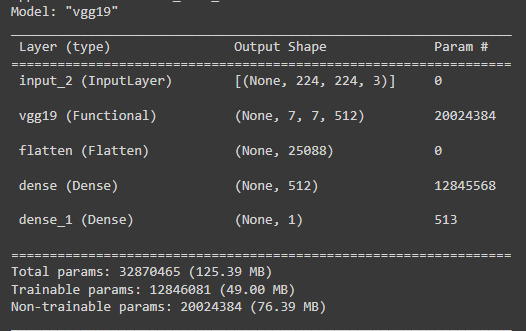 Model: "vgg19"
Layer (type) Output Shape Param #
input_2 (InputLayer) [(None, 224, 224, 3)] 0
vgg19 (Functional) (None, 7, 7, 512) 20024384
flatten (Flatten) (None, 25088) 0
dense (Dense) (None, 512) 12845568
dense_1 (Dense) (None, 1) 513
Total params: 32870465 (125.39 MB)
Trainable params: 12846081 (49.00 MB)
Non-trainable params: 20024384 (76.39 MB)